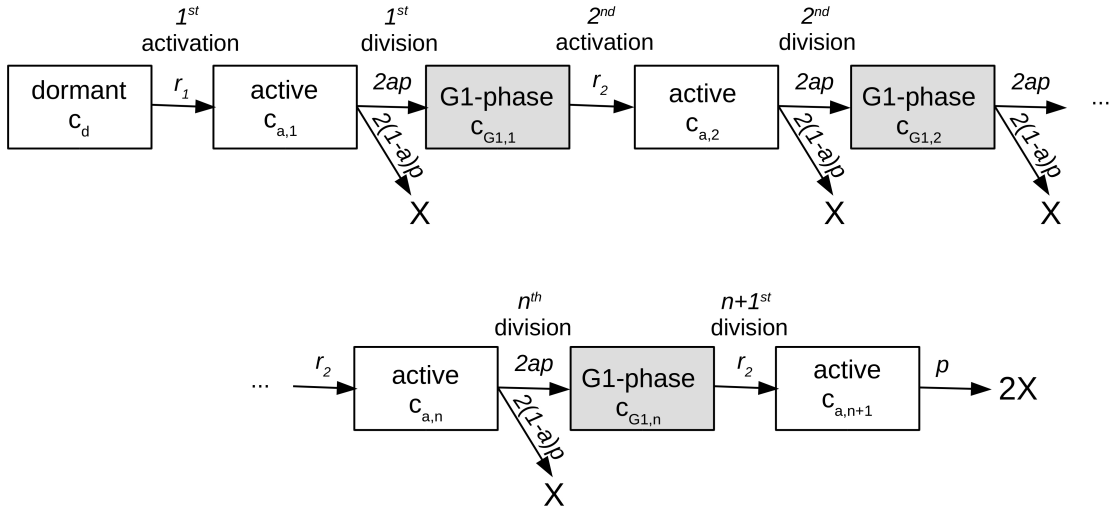 1st 1st 2nd 2nd
activation division activation division
dormant r1 active 2ap G1-phase r2 active 2ap G1-phase 2ap ...
cd ca,1 2(1-a)p cG1,1 ca,2 2(1-a)p cG1,2 2(1-a)p
X X X
nth n+1st
division division
... r2 active 2ap G1-phase r2 active p 2X
ca,n 2(1-a)p cG1,n ca,n+1
X